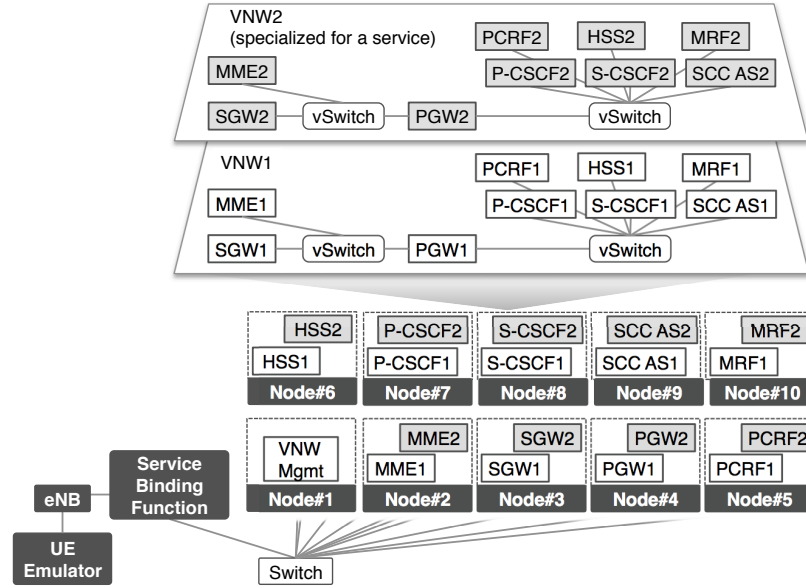 VNW2
(specialized for a service)
PCRF2
HSS2
MRF2
MME2
P-CSCF2
S-CSCF2
SCC AS2
SGW2
vSwitch
PGW2
vSwitch
VNW1
PCRF1
HSS1
MRF1
MME1
P-CSCF1
S-CSCF1
SCC AS1
SGW1
vSwitch
PGW1
vSwitch
HSS2
P-CSCF2
S-CSCF2
SCC AS2
MRF2
HSS1
P-CSCF1
S-CSCF1
SCC AS1
MRF1
Node#6
Node#7
Node#8
Node#9
Node#10
MME2
SGW2
PGW2
PCRF2
VNW
Mgmt
MME1
SGW1
PGW1
PCRF1
Node#1
Node#2
Node#3
Node#4
Node#5
Service
Binding
Function
eNB
UE
Emulator
Switch